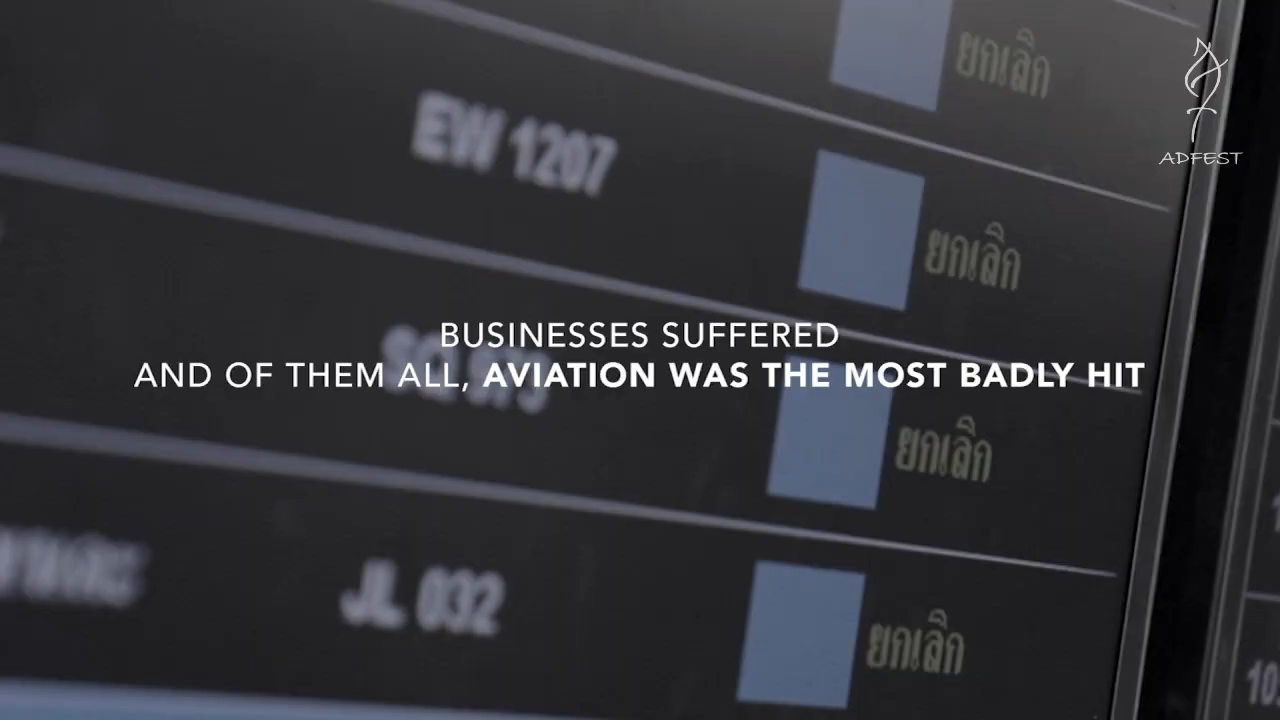 ยกเลิก
ADFEST
EW 1207
ยกเลิก
BUSINESSES SUFFERED
AND OF THEM ALL, AVIATION WAS THE MOST BADLY HIT
ยกเลิก
JL 032
ยกเลิก
10